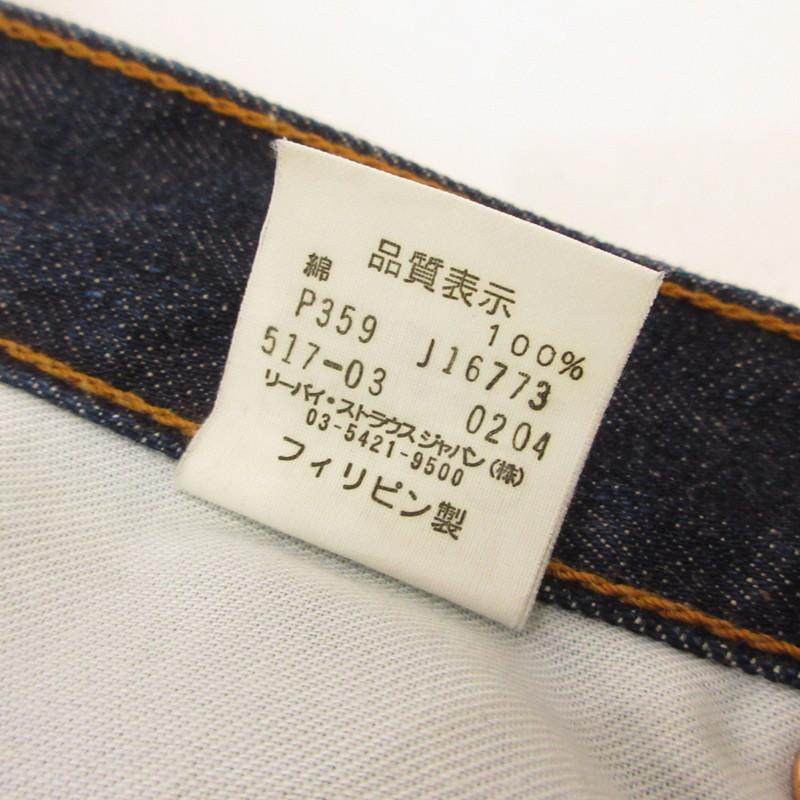 品質表示
綿 100%
P359 J16773
517-03 0204
リーバイ・ストラウス ジャパン(株)
03-5421-9500
フィリピン製